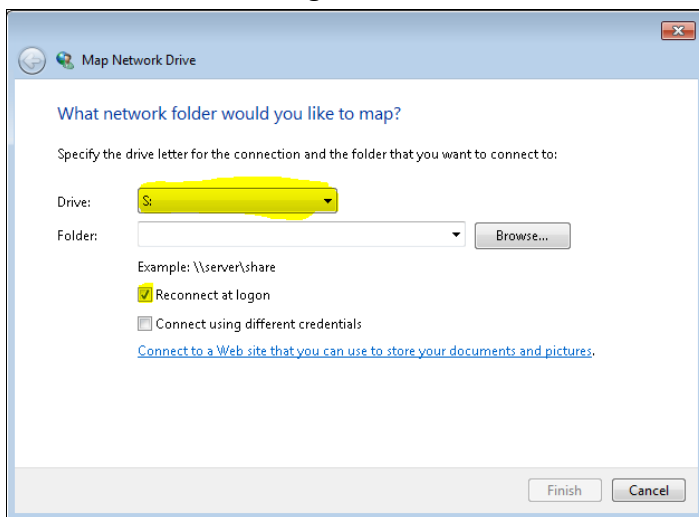 Map Network Drive
What network folder would you like to map?
Specify the drive letter for the connection and the folder that you want to connect to:
Drive: S:
Folder: Browse...
Example: \\server\share
Reconnect at logon
Connect using different credentials
Connect to a Web site that you can use to store your documents and pictures.
Finish Cancel